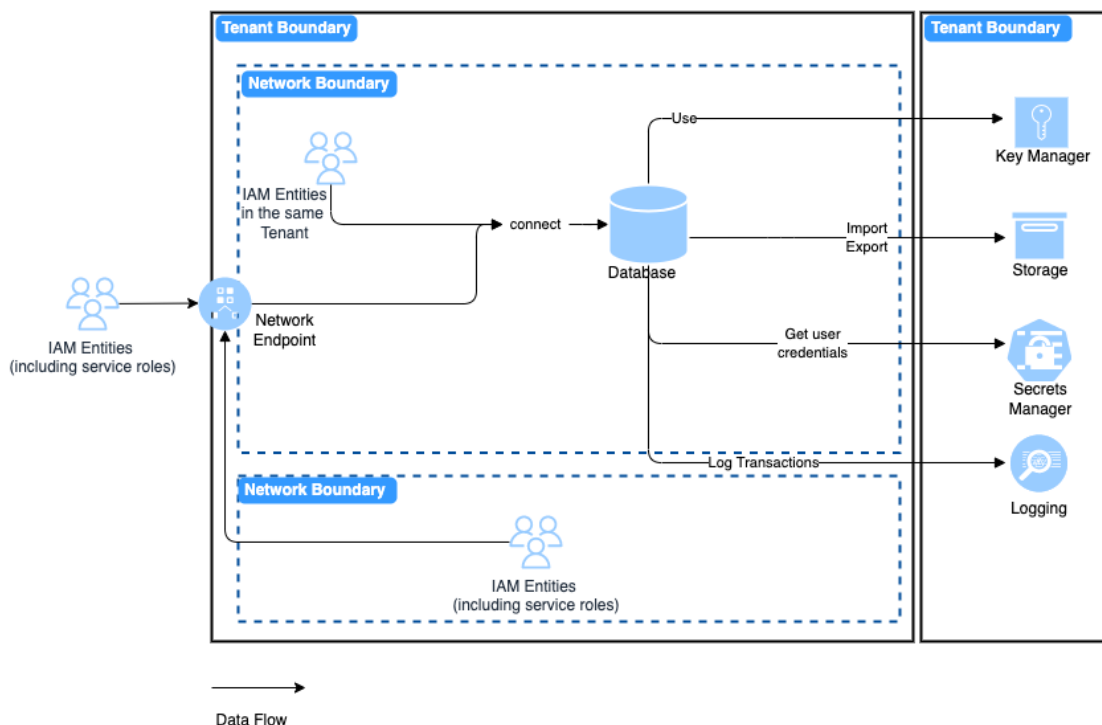 Tenant Boundary
Tenant Boundary
Network Boundary
Use
Key Manager
IAM Entities
in the same
Tenant
connect
Import
Export
Database
Storage
Network
Endpoint
IAM Entities
(including service roles)
Get user
credentials
Secrets
Manager
Log Transactions
Logging
Network Boundary
IAM Entities
(including service roles)
Data Flow